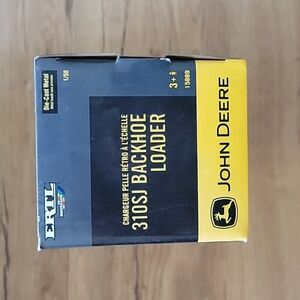 ERTL
Die-Cast Metal
1/50
CHARGEUR PELLE RÉTRO À L'ÉCHELLE
310SJ BACKHOE
LOADER
3+
15889
JOHN DEERE